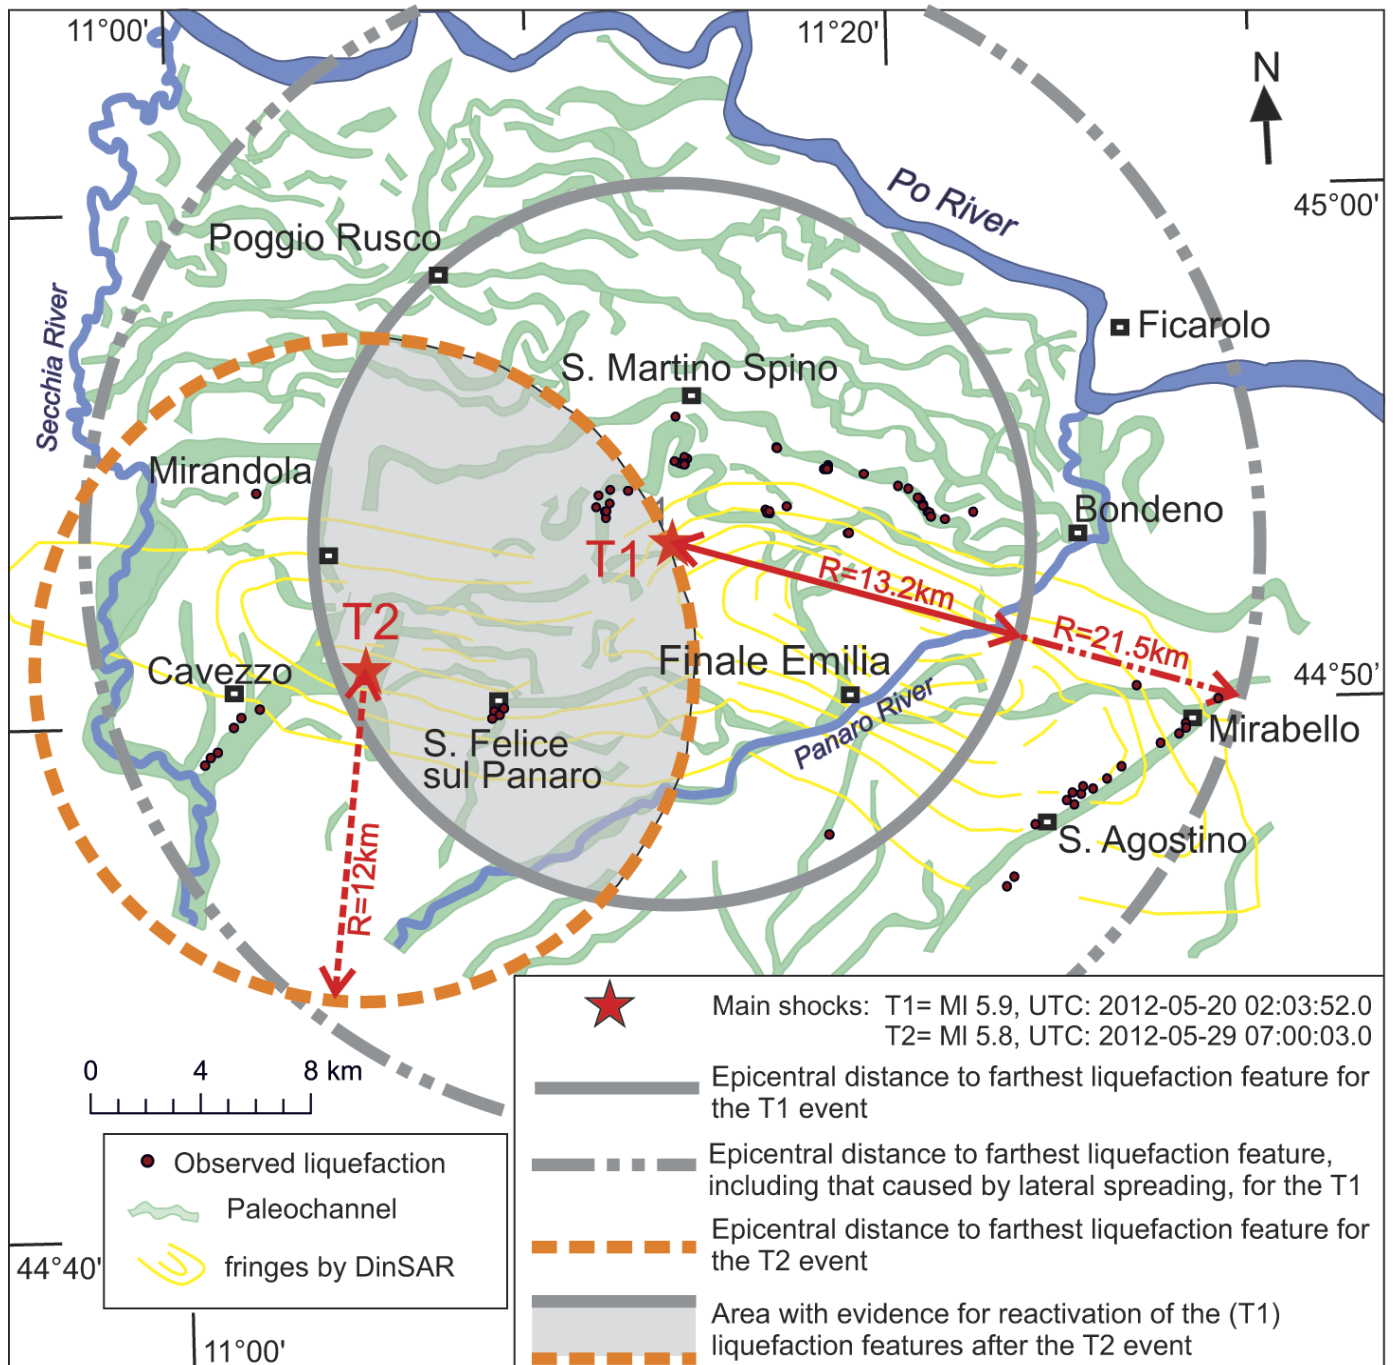 11°00'
11°20'
N
45°00'
Po River
Poggio Rusco
Secchia River
Ficarolo
S. Martino Spino
Mirandola
Bondeno
T1
R=13.2km
T2
R=21.5km
Cavezzo
Finale Emilia
44°50'
Panaro River
Mirabello
S. Felice
sul Panaro
S. Agostino
R=12km
0 4 8 km
Observed liquefaction
Paleochannel
fringes by DinSAR
44°40'
11°00'
Main shocks: T1= Ml 5.9, UTC: 2012-05-20 02:03:52.0
T2= Ml 5.8, UTC: 2012-05-29 07:00:03.0
Epicentral distance to farthest liquefaction feature for
the T1 event
Epicentral distance to farthest liquefaction feature,
including that caused by lateral spreading, for the T1
Epicentral distance to farthest liquefaction feature for
the T2 event
Area with evidence for reactivation of the (T1)
liquefaction features after the T2 event